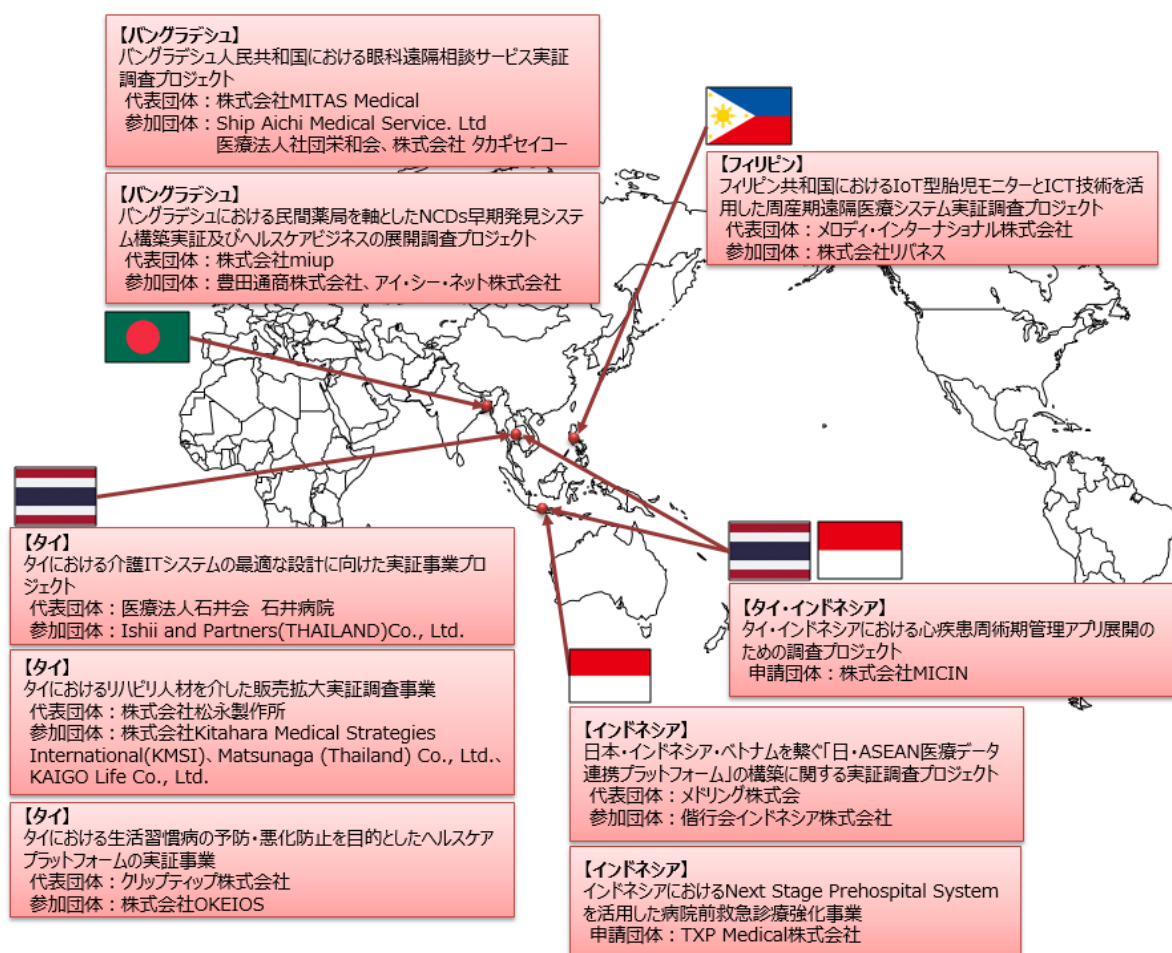 【バングラデシュ】
バングラデシュ人民共和国における眼科遠隔相談サービス実証
調査プロジェクト
代表団体：株式会社MITAS Medical
参加団体：Ship Aichi Medical Service. Ltd
医療法人社団栄和会、株式会社 タカギセイコー
【バングラデシュ】
バングラデシュにおける民間薬局を軸としたNCDs早期発見システ
ム構築実証及びヘルスケアビジネスの展開調査プロジェクト
代表団体：株式会社miup
参加団体：豊田通商株式会社、アイ・シー・ネット株式会社
【フィリピン】
フィリピン共和国におけるIoT型胎児モニターとICT技術を活
用した周産期遠隔医療システム実証調査プロジェクト
代表団体：メロディ・インターナショナル株式会社
参加団体：株式会社リバネス
【タイ】
タイにおける介護ITシステムの最適な設計に向けた実証事業プロ
ジェクト
代表団体：医療法人石井会 石井病院
参加団体：Ishii and Partners(THAILAND)Co., Ltd.
【タイ】
タイにおけるリハビリ人材を介した販売拡大実証調査事業
代表団体：株式会社松永製作所
参加団体：株式会社Kitahara Medical Strategies
International(KMSI)、Matsunaga (Thailand) Co., Ltd.、
KAIGO Life Co., Ltd.
【タイ】
タイにおける生活習慣病の予防・悪化防止を目的としたヘルスケア
プラットフォームの実証事業
代表団体：クリップティップ株式会社
参加団体：株式会社OKEIOS
【タイ・インドネシア】
タイ・インドネシアにおける心疾患周術期管理アプリ展開の
ための調査プロジェクト
申請団体：株式会社MICIN
【インドネシア】
日本・インドネシア・ベトナムを繋ぐ「日・ASEAN医療データ
連携プラットフォーム」の構築に関する実証調査プロジェクト
代表団体：メドリング株式会
参加団体：偕行会インドネシア株式会社
【インドネシア】
インドネシアにおけるNext Stage Prehospital System
を活用した病院前救急診療強化事業
申請団体：TXP Medical株式会社